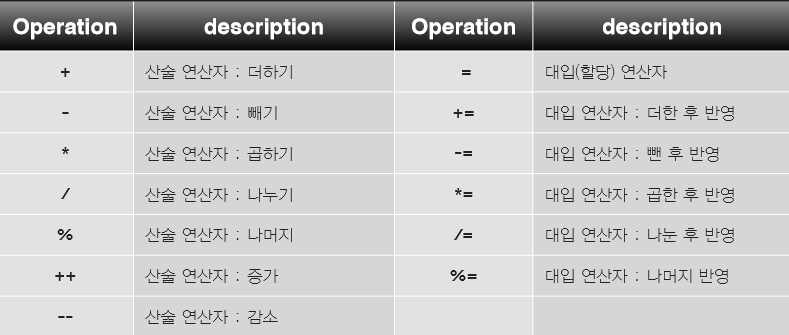 Operation description Operation description
+ 산술 연산자 : 더하기 = 대입(할당) 연산자
- 산술 연산자 : 빼기 += 대입 연산자 : 더한 후 반영
* 산술 연산자 : 곱하기 -= 대입 연산자 : 뺀 후 반영
/ 산술 연산자 : 나누기 *= 대입 연산자 : 곱한 후 반영
% 산술 연산자 : 나머지 /= 대입 연산자 : 나눈 후 반영
++ 산술 연산자 : 증가 %= 대입 연산자 : 나머지 반영
-- 산술 연산자 : 감소